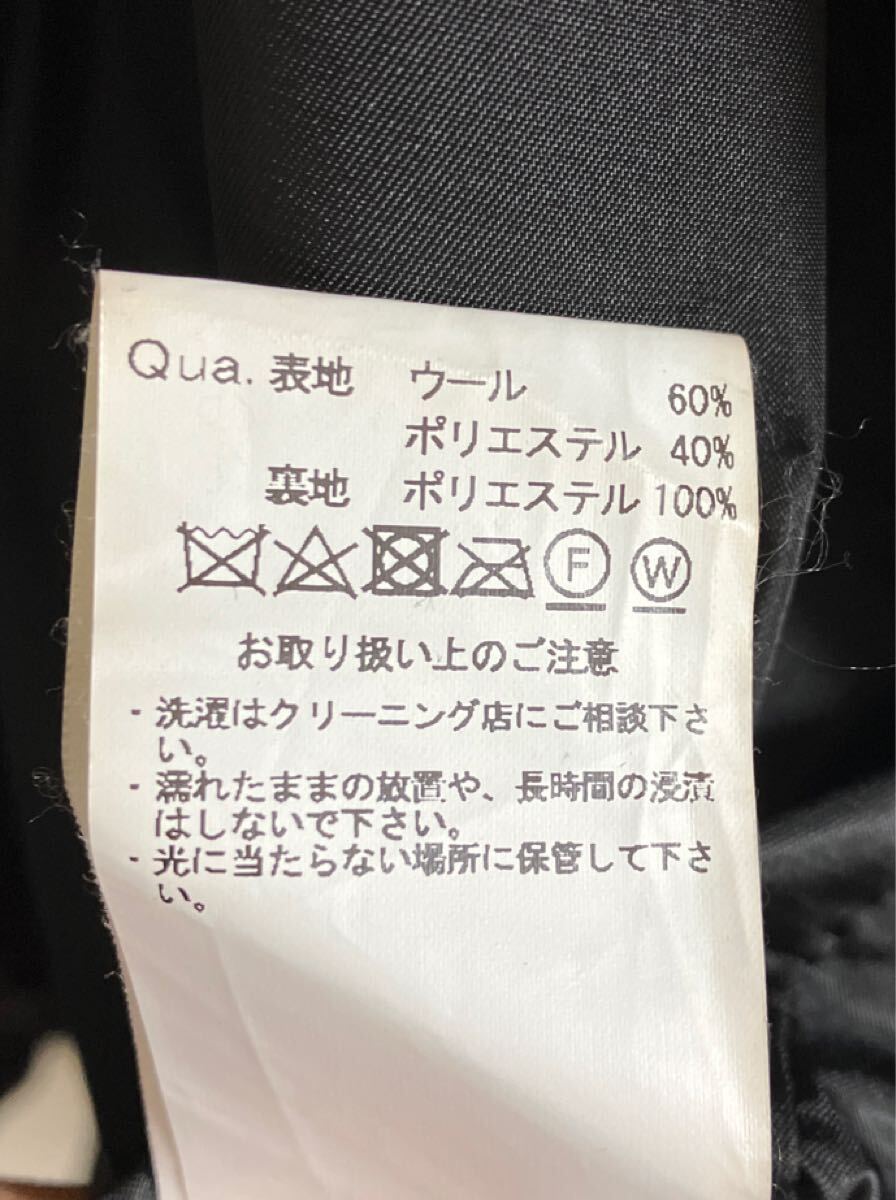 Qua. 表地 ウール 60%
ポリエステル 40%
裏地 ポリエステル 100%
F W
お取り扱い上のご注意
- 洗濯はクリーニング店にご相談下さ
い。
- 濡れたままの放置や、長時間の浸漬
はしないで下さい。
- 光に当たらない場所に保管して下さ
い。